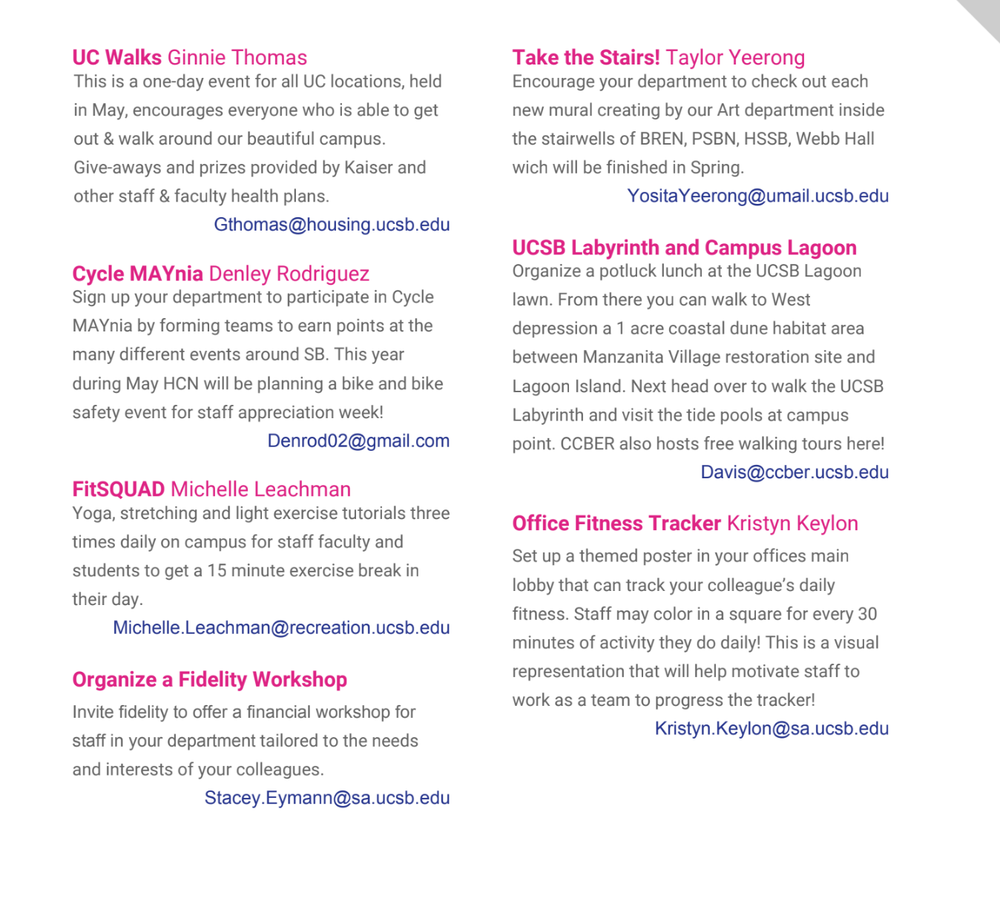 UC Walks Ginnie Thomas
This is a one-day event for all UC locations, held
in May, encourages everyone who is able to get
out & walk around our beautiful campus.
Give-aways and prizes provided by Kaiser and
other staff & faculty health plans.
Gthomas@housing.ucsb.edu
Cycle MAYnia Denley Rodriguez
Sign up your department to participate in Cycle
MAYnia by forming teams to earn points at the
many different events around SB. This year
during May HCN will be planning a bike and bike
safety event for staff appreciation week!
Denrod02@gmail.com
FitSQUAD Michelle Leachman
Yoga, stretching and light exercise tutorials three
times daily on campus for staff faculty and
students to get a 15 minute exercise break in
their day.
Michelle.Leachman@recreation.ucsb.edu
Organize a Fidelity Workshop
Invite fidelity to offer a financial workshop for
staff in your department tailored to the needs
and interests of your colleagues.
Stacey.Eymann@sa.ucsb.edu
Take the Stairs! Taylor Yeerong
Encourage your department to check out each
new mural creating by our Art department inside
the stairwells of BREN, PSBN, HSSB, Webb Hall
wich will be finished in Spring.
YositaYeerong@umail.ucsb.edu
UCSB Labyrinth and Campus Lagoon
Organize a potluck lunch at the UCSB Lagoon
lawn. From there you can walk to West
depression a 1 acre coastal dune habitat area
between Manzanita Village restoration site and
Lagoon Island. Next head over to walk the UCSB
Labyrinth and visit the tide pools at campus
point. CCBER also hosts free walking tours here!
Davis@ccber.ucsb.edu
Office Fitness Tracker Kristyn Keylon
Set up a themed poster in your offices main
lobby that can track your colleague’s daily
fitness. Staff may color in a square for every 30
minutes of activity they do daily! This is a visual
representation that will help motivate staff to
work as a team to progress the tracker!
Kristyn.Keylon@sa.ucsb.edu